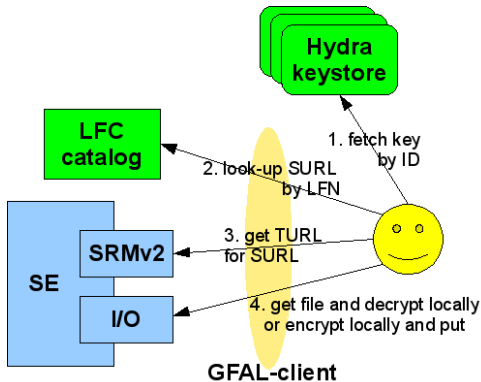 Hydra
keystore
1. fetch key
by ID
LFC
catalog
2. look-up SURL
by LFN
3. get TURL
for SURL
SRMv2
SE
I/O
4. get file and decrypt locally
or encrypt locally and put
GFAL-client